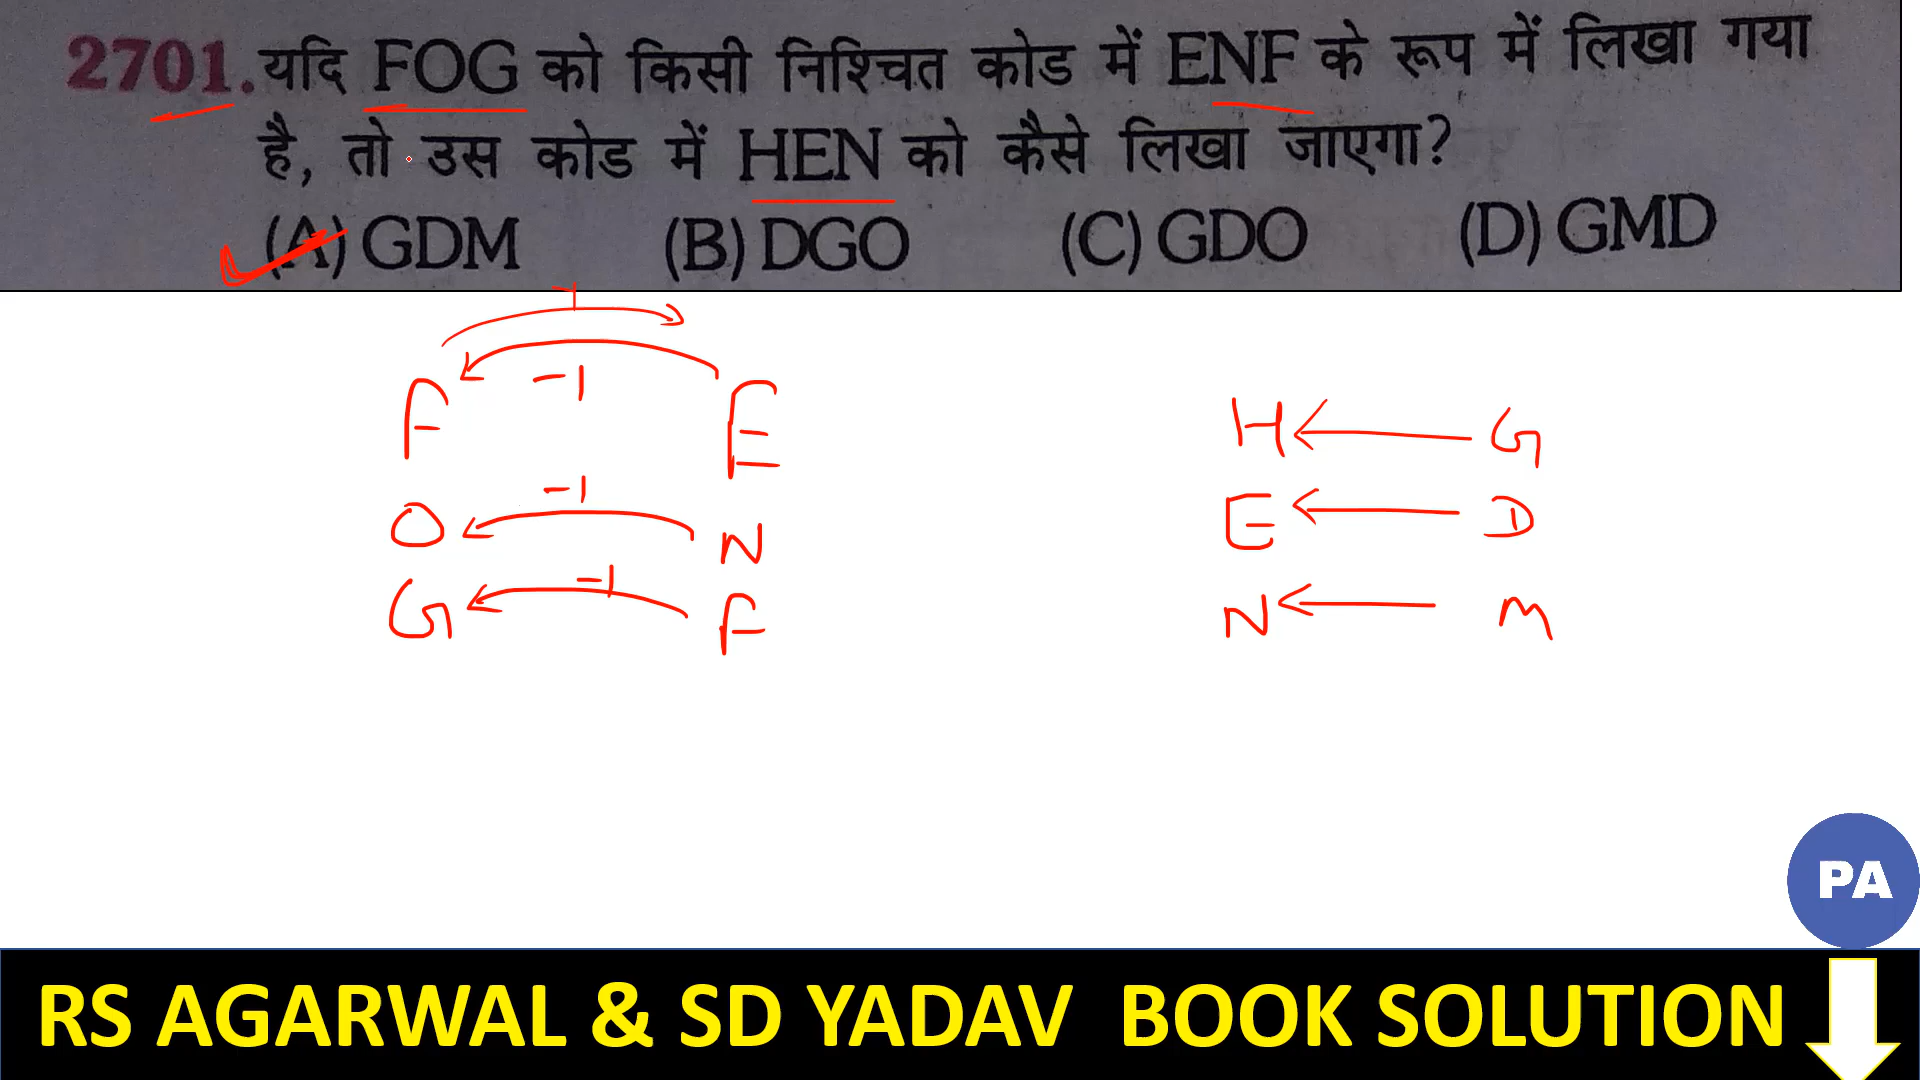 2701. यदि FOG को किसी निश्चित कोड में ENF के रूप में लिखा गया
है, तो उस कोड में HEN को कैसे लिखा जाएगा?
(A) GDM (B) DGO (C) GDO (D) GMD
-1
F -1 E
O -1 N
G -1 F
H G
E D
N M
PA
RS AGARWAL & SD YADAV BOOK SOLUTION